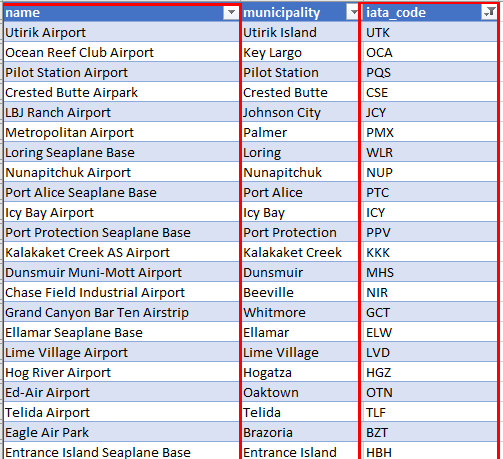 name municipality iata_code
Utirik Airport Utirik Island UTK
Ocean Reef Club Airport Key Largo OCA
Pilot Station Airport Pilot Station PQS
Crested Butte Airpark Crested Butte CSE
LBJ Ranch Airport Johnson City JCY
Metropolitan Airport Palmer PMX
Loring Seaplane Base Loring WLR
Nunapitchuk Airport Nunapitchuk NUP
Port Alice Seaplane Base Port Alice PTC
Icy Bay Airport Icy Bay ICY
Port Protection Seaplane Base Port Protection PPV
Kalakaket Creek AS Airport Kalakaket Creek KKK
Dunsmuir Muni-Mott Airport Dunsmuir MHS
Chase Field Industrial Airport Beeville NIR
Grand Canyon Bar Ten Airstrip Whitmore GCT
Ellamar Seaplane Base Ellamar ELW
Lime Village Airport Lime Village LVD
Hog River Airport Hogatza HGZ
Ed-Air Airport Oaktown OTN
Telida Airport Telida TLF
Eagle Air Park Brazoria BZT
Entrance Island Seaplane Base Entrance Island HBH